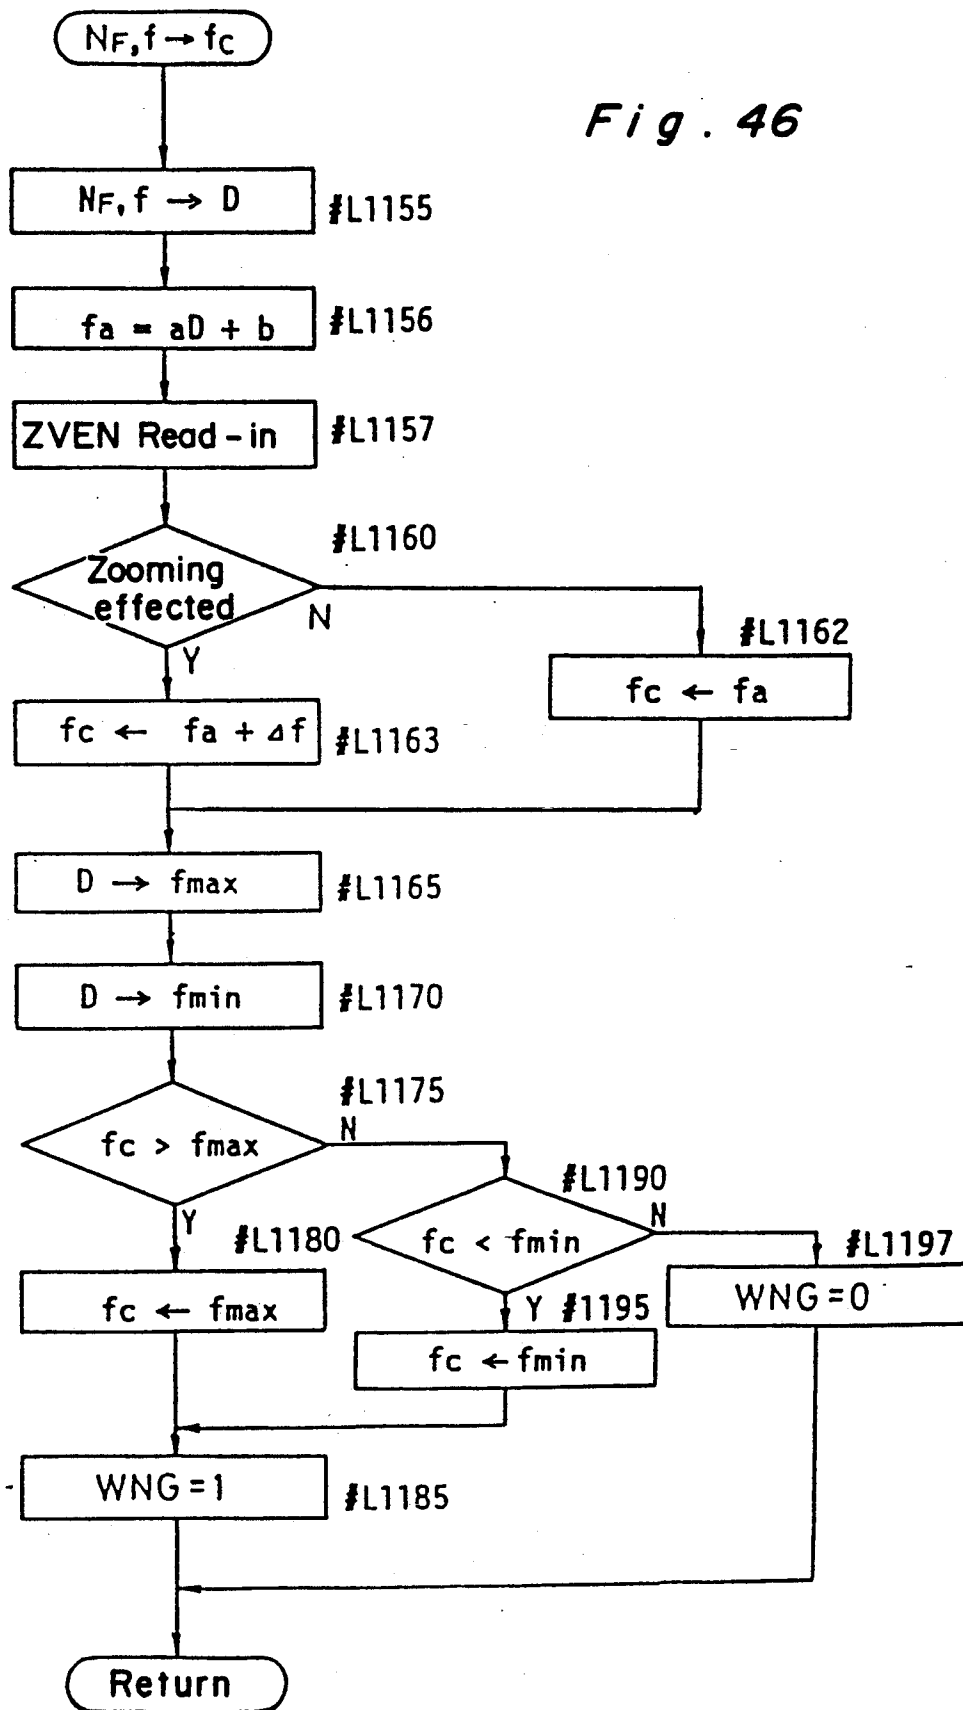 NF, f → fc
Fig. 46
NF, f → D
#L1155
fa = aD + b
#L1156
ZVEN Read-in
#L1157
#L1160
Zooming
effected
N
Y
#L1162
fc ← fa
fc ← fa + Δf
#L1163
D → fmax
#L1165
D → fmin
#L1170
#L1175
fc > fmax
N
Y
#L1190
fc < fmin
N
Y
#L1180
fc ← fmax
#1195
fc ← fmin
#L1197
WNG = 0
WNG = 1
#L1185
Return